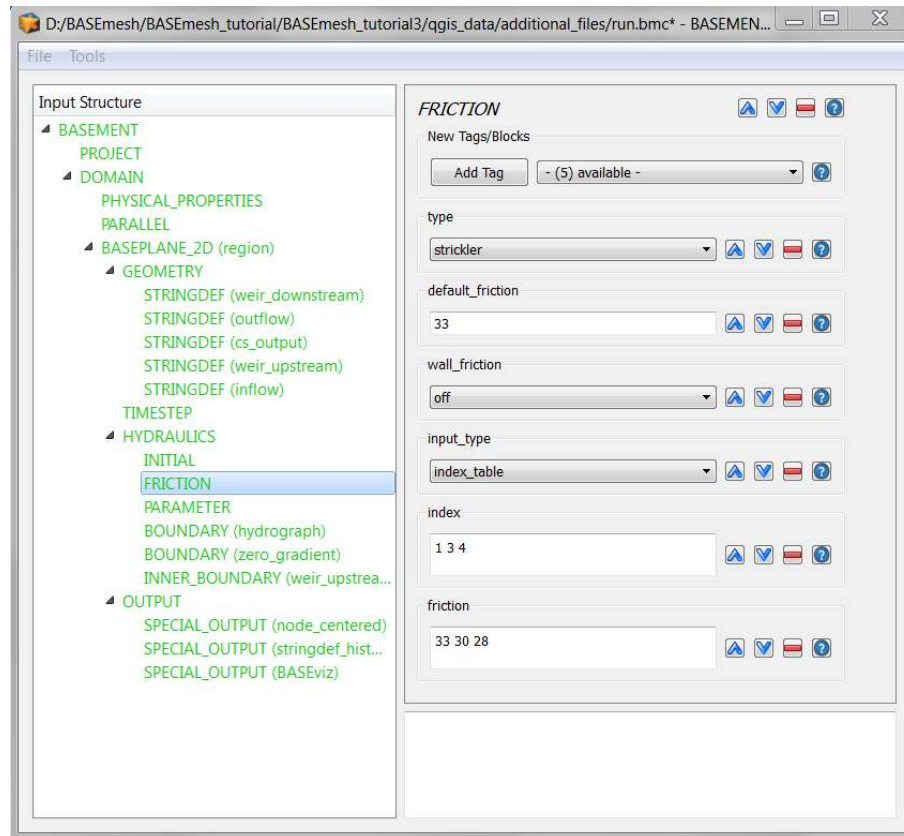 D:/BASEmesh/BASEmesh_tutorial/BASEmesh_tutorial3/qgis_data/additional_files/run.bmc* - BASEMEN...
File Tools
Input Structure
BASEMENT
PROJECT
DOMAIN
PHYSICAL_PROPERTIES
PARALLEL
BASEPLANE_2D (region)
GEOMETRY
STRINGDEF (weir_downstream)
STRINGDEF (outflow)
STRINGDEF (cs_output)
STRINGDEF (weir_upstream)
STRINGDEF (inflow)
TIMESTEP
HYDRAULICS
INITIAL
FRICTION
PARAMETER
BOUNDARY (hydrograph)
BOUNDARY (zero_gradient)
INNER_BOUNDARY (weir_upstrea...
OUTPUT
SPECIAL_OUTPUT (node_centered)
SPECIAL_OUTPUT (stringdef_hist...
SPECIAL_OUTPUT (BASEviz)
FRICTION
New Tags/Blocks
Add Tag - (5) available -
type
strickler
default_friction
33
wall_friction
off
input_type
index_table
index
1 3 4
friction
33 30 28